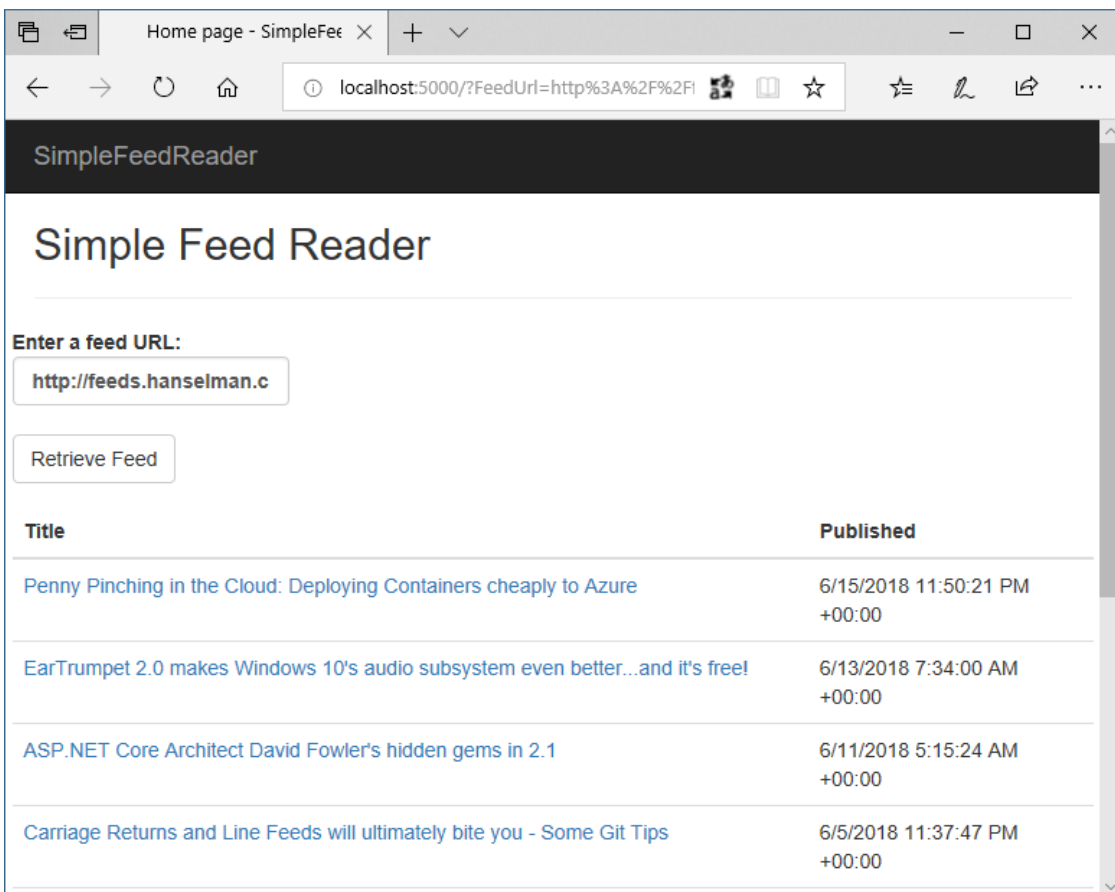 Home page - SimpleFee
localhost:5000/?FeedUrl=http%3A%2F%2Ff
SimpleFeedReader
Simple Feed Reader
Enter a feed URL:
http://feeds.hanselman.c
Retrieve Feed
Title Published
Penny Pinching in the Cloud: Deploying Containers cheaply to Azure 6/15/2018 11:50:21 PM
+00:00
EarTrumpet 2.0 makes Windows 10's audio subsystem even better...and it's free! 6/13/2018 7:34:00 AM
+00:00
ASP.NET Core Architect David Fowler's hidden gems in 2.1 6/11/2018 5:15:24 AM
+00:00
Carriage Returns and Line Feeds will ultimately bite you - Some Git Tips 6/5/2018 11:37:47 PM
+00:00